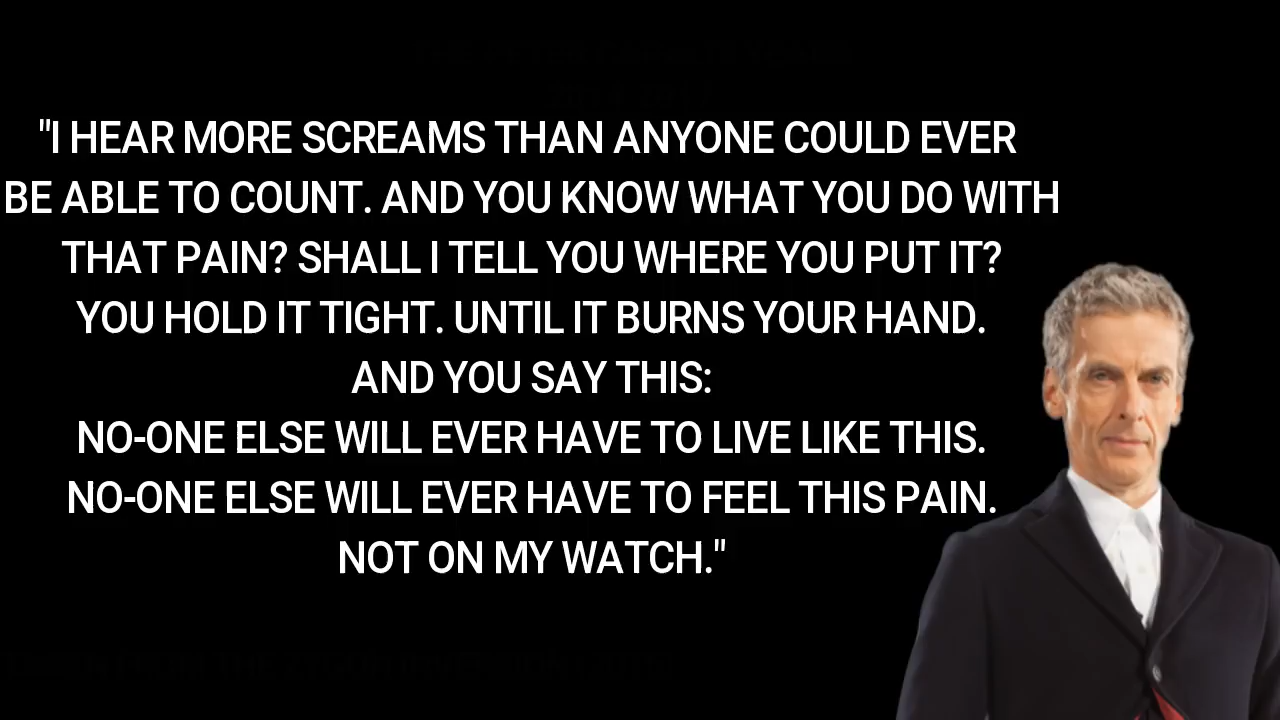 "I HEAR MORE SCREAMS THAN ANYONE COULD EVER
BE ABLE TO COUNT. AND YOU KNOW WHAT YOU DO WITH
THAT PAIN? SHALL I TELL YOU WHERE YOU PUT IT?
YOU HOLD IT TIGHT. UNTIL IT BURNS YOUR HAND.
AND YOU SAY THIS:
NO-ONE ELSE WILL EVER HAVE TO LIVE LIKE THIS.
NO-ONE ELSE WILL EVER HAVE TO FEEL THIS PAIN.
NOT ON MY WATCH."